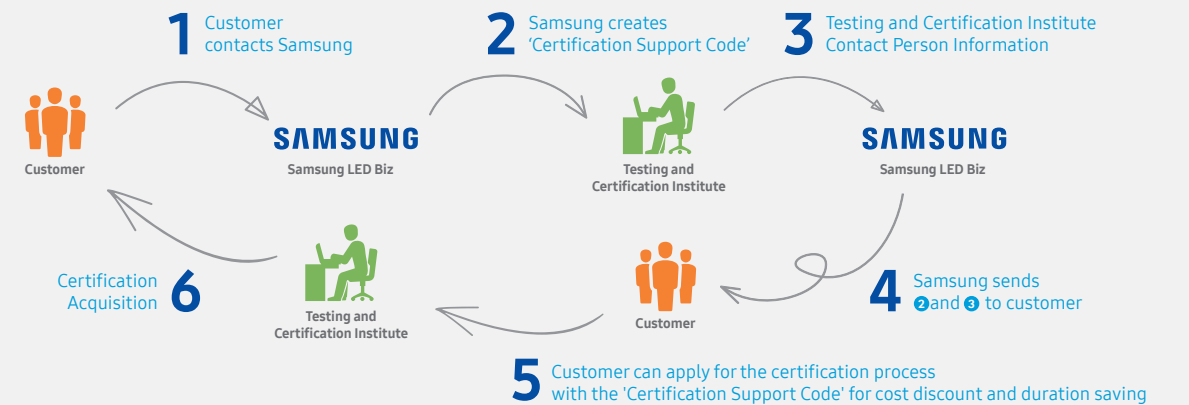 1 Customer
contacts Samsung
2 Samsung creates
‘Certification Support Code’
3 Testing and Certification Institute
Contact Person Information
Customer
SAMSUNG
Samsung LED Biz
Testing and
Certification Institute
SAMSUNG
Samsung LED Biz
4 Samsung sends
2 and 3 to customer
Customer
5 Customer can apply for the certification process
with the 'Certification Support Code' for cost discount and duration saving
Testing and
Certification Institute
6 Certification
Acquisition